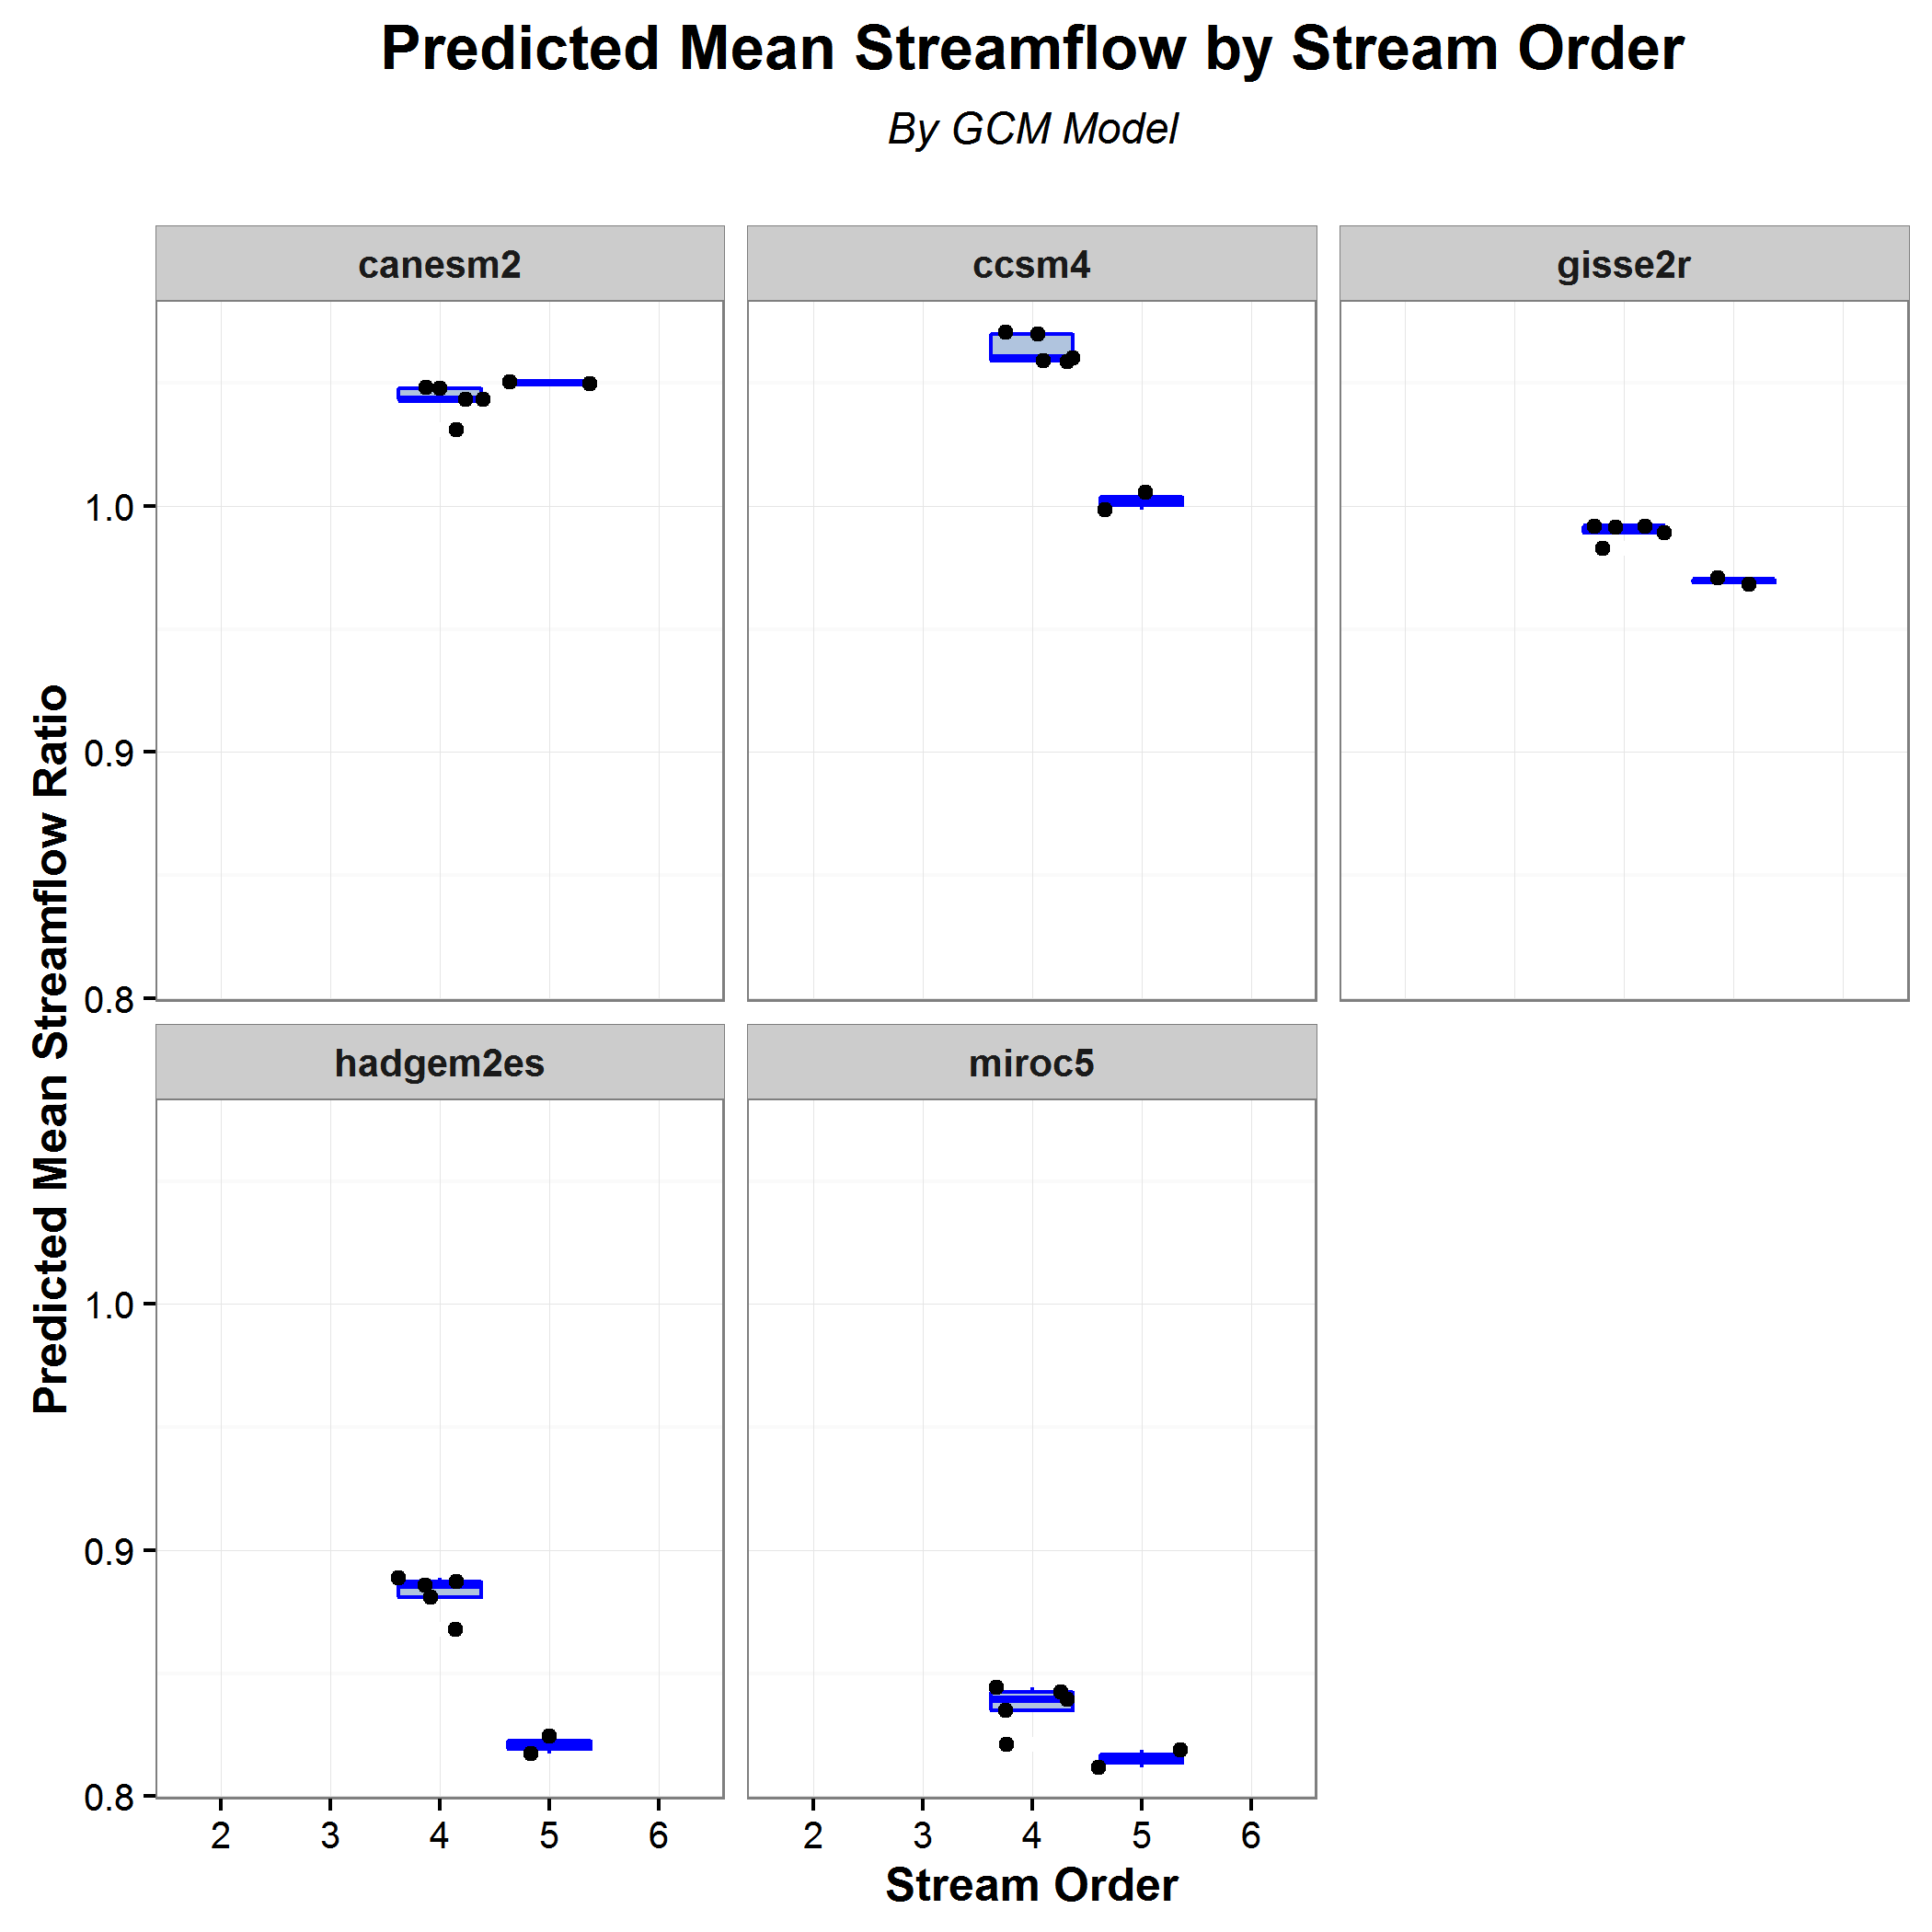 Predicted Mean Streamflow by Stream Order
By GCM Model
canesm2
ccsm4
gisse2r
1.0
0.9
0.8
hadgem2es
miroc5
1.0
0.9
0.8
Predicted Mean Streamflow Ratio
2 3 4 5 6
2 3 4 5 6
Stream Order